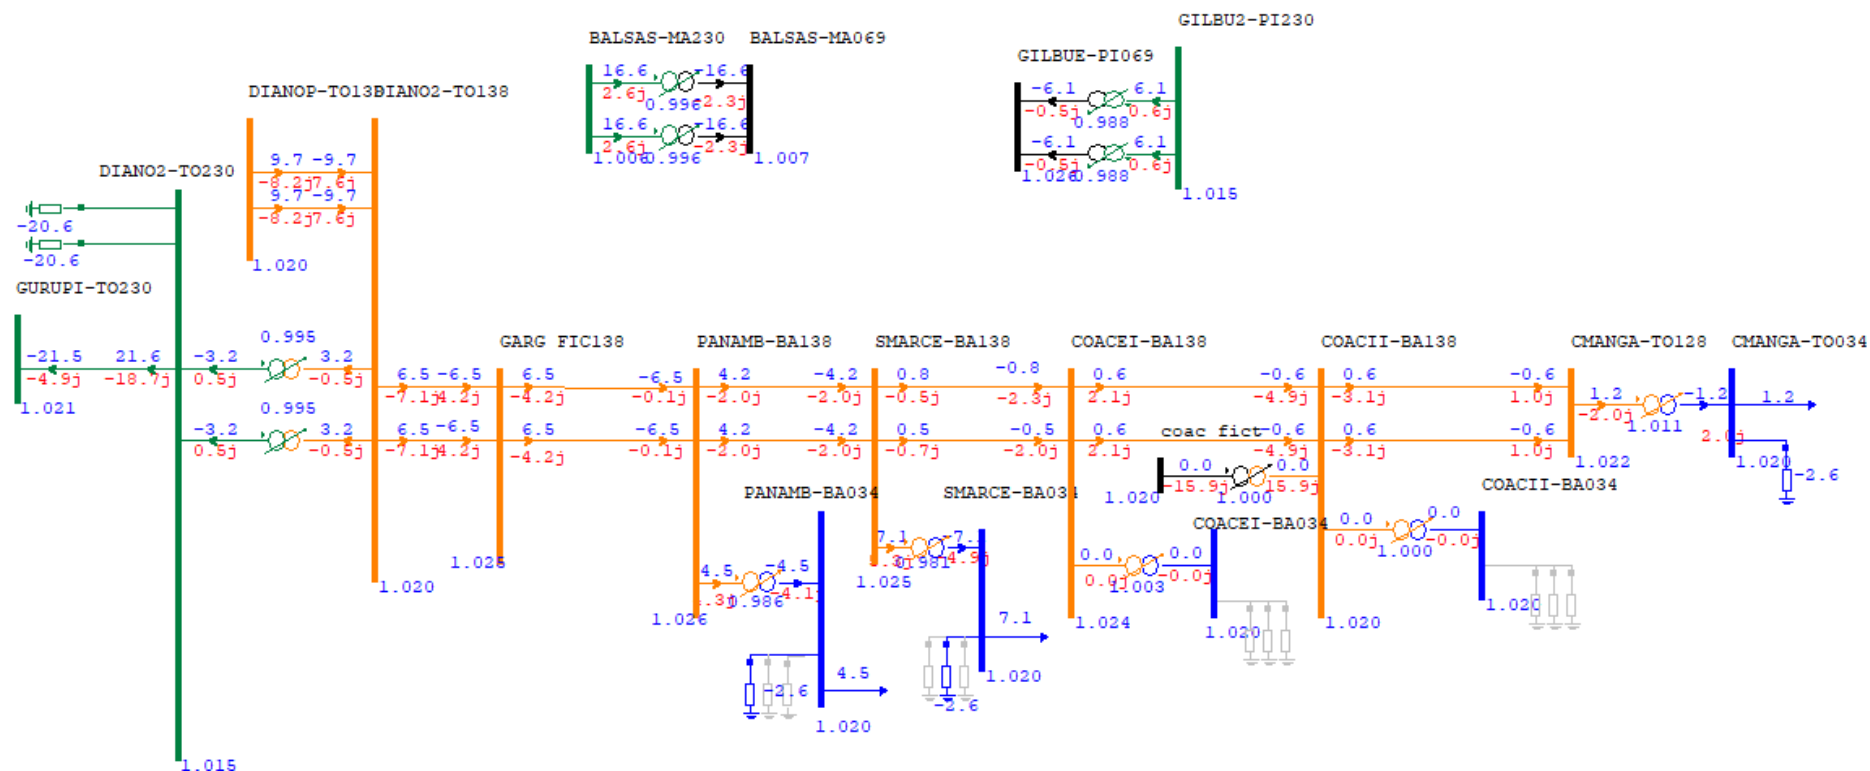 GILBU2-PI230
BALSAS-MA230 BALSAS-MA069
GILBUE-PI069
16.6 -16.6
2.6j 0.996 -2.3j
16.6 -16.6
2.6j 0.996 -2.3j
1.007
-6.1 6.1
-0.5j 0.988 0.6j
-6.1 6.1
-0.5j 0.988 0.6j
1.026
1.015
DIANO2-TO138
9.7 -9.7
-8.2j 7.6j
9.7 -9.7
-8.2j 7.6j
1.020
DIANO2-TO230
-20.6
-20.6
GURUPI-TO230
0.995
-21.5 21.6 -3.2 3.2
-4.9j -18.7j 0.5j -0.5j
1.021
0.995
-3.2 3.2
0.5j -0.5j
GARG FIC138 PANAMB-BA138 SMARCE-BA138 COACEI-BA138 COACII-BA138 CMANGA-TO128 CMANGA-TO034
6.5 -6.5 6.5 -6.5 4.2 -4.2 0.8 -0.8 0.6 -0.6 0.6 -0.6
-7.1j 4.2j -4.2j -0.1j -2.0j -2.0j -0.5j -2.3j 2.1j -4.9j -3.1j 1.0j
1.2 -1.2 1.2
-2.0j 1.011 2.0j
6.5 -6.5 6.5 -6.5 4.2 -4.2 0.5 -0.5 0.6 -0.6 0.6 -0.6
-7.1j 4.2j -4.2j -0.1j -2.0j -2.0j -0.7j -2.0j 2.1j -4.9j -3.1j 1.0j
coac fict
0.0 0.0
-15.9j 15.9j
1.020 1.000
1.022 1.020 -2.6
PANAMB-BA034 SMARCE-BA034 COACEI-BA034 COACII-BA034
7.1
0.981 -4.9j
0.0 0.0
0.0j 1.000 -0.0j
0.0 0.0
0.0j 1.003 -0.0j
4.5 -4.5
0.986 -4.1j
1.025
1.020
1.025
1.026
1.024
1.020
1.020
1.020
7.1
1.020
-2.6
4.5
-2.6
1.020
1.015